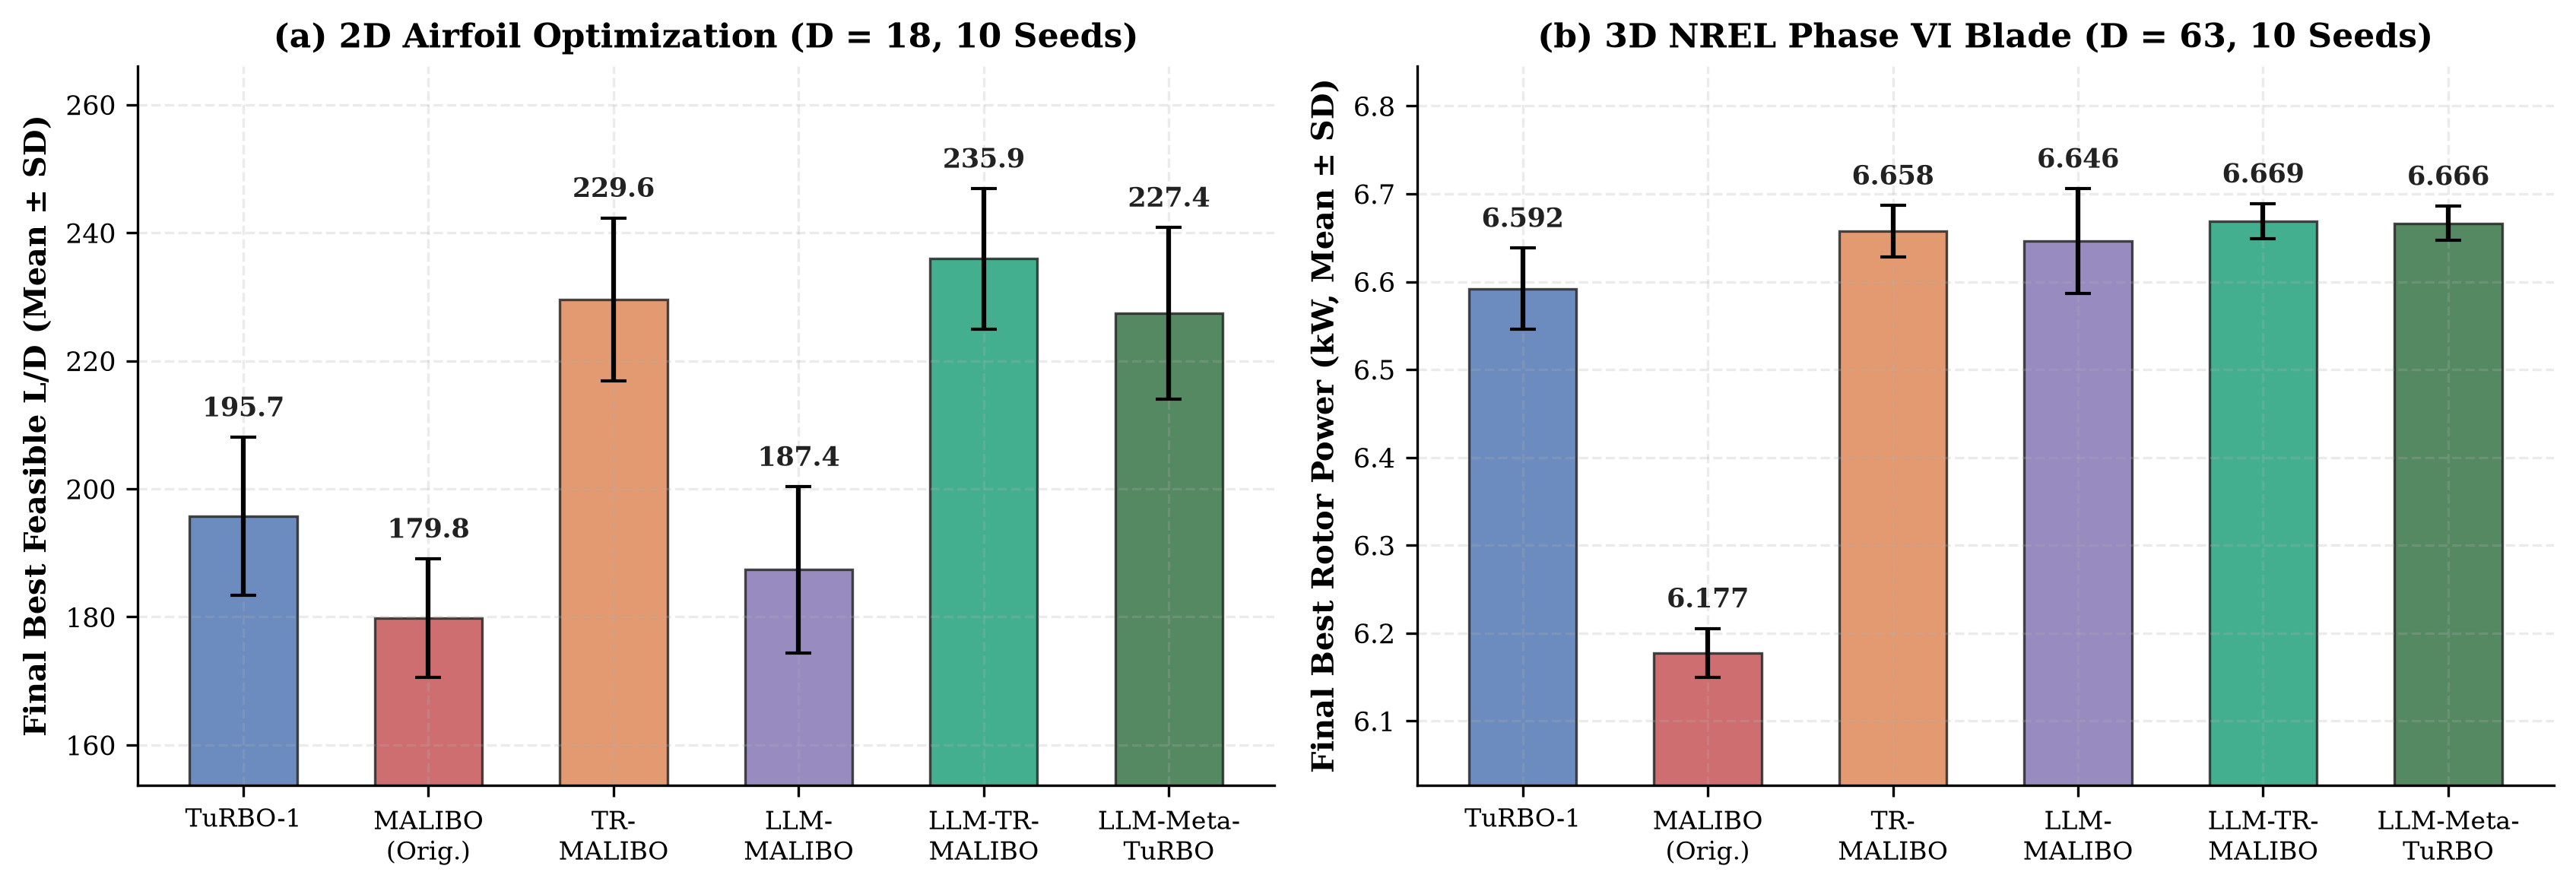 (a) 2D Airfoil Optimization (D = 18, 10 Seeds)
Final Best Feasible L/D (Mean ± SD)
260
240
220
200
180
160
195.7
179.8
229.6
187.4
235.9
227.4
TuRBO-1
MALIBO
(Orig.)
TR-
MALIBO
LLM-
MALIBO
LLM-TR-
MALIBO
LLM-Meta-
TuRBO
(b) 3D NREL Phase VI Blade (D = 63, 10 Seeds)
Final Best Rotor Power (kW, Mean ± SD)
6.8
6.7
6.6
6.5
6.4
6.3
6.2
6.1
6.592
6.177
6.658
6.646
6.669
6.666
TuRBO-1
MALIBO
(Orig.)
TR-
MALIBO
LLM-
MALIBO
LLM-TR-
MALIBO
LLM-Meta-
TuRBO